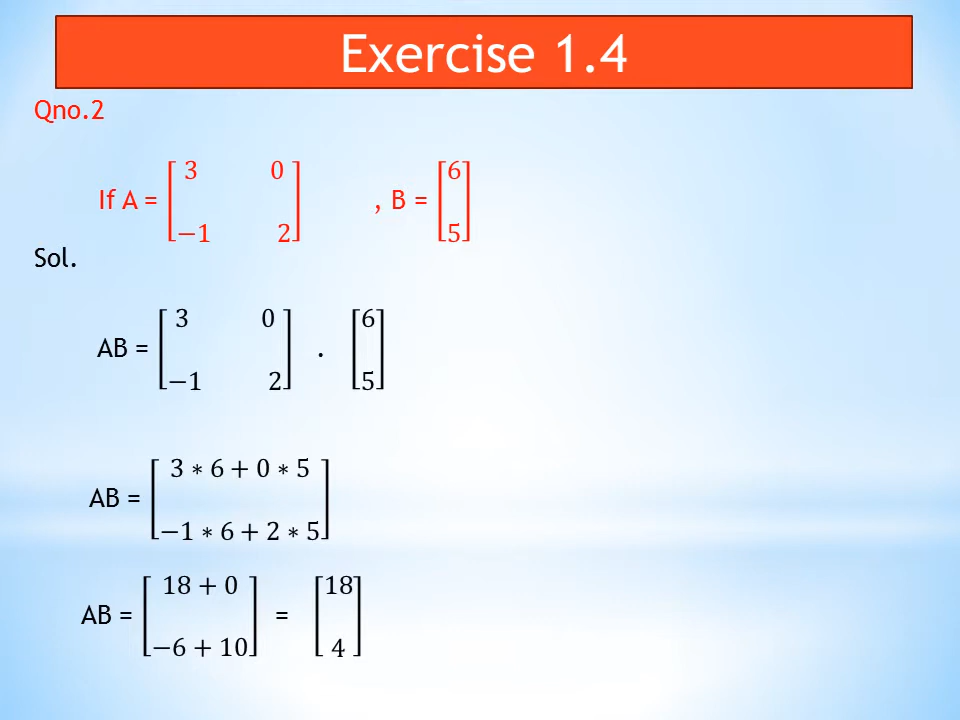 Exercise 1.4
Qno.2
If A = [3 0 −1 2] , B = [6 5]
Sol.
AB = [3 0 −1 2] . [6 5]
AB = [3 ∗ 6 + 0 ∗ 5 −1 ∗ 6 + 2 ∗ 5]
AB = [18 + 0 −6 + 10] = [18 4]